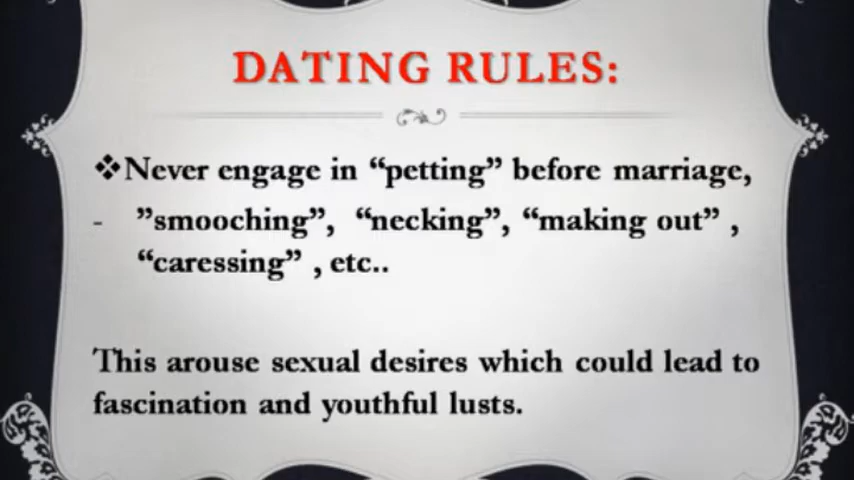 DATING RULES:
❖Never engage in “petting” before marriage,
- ”smooching”, “necking”, “making out” ,
“caressing” , etc..
This arouse sexual desires which could lead to
fascination and youthful lusts.